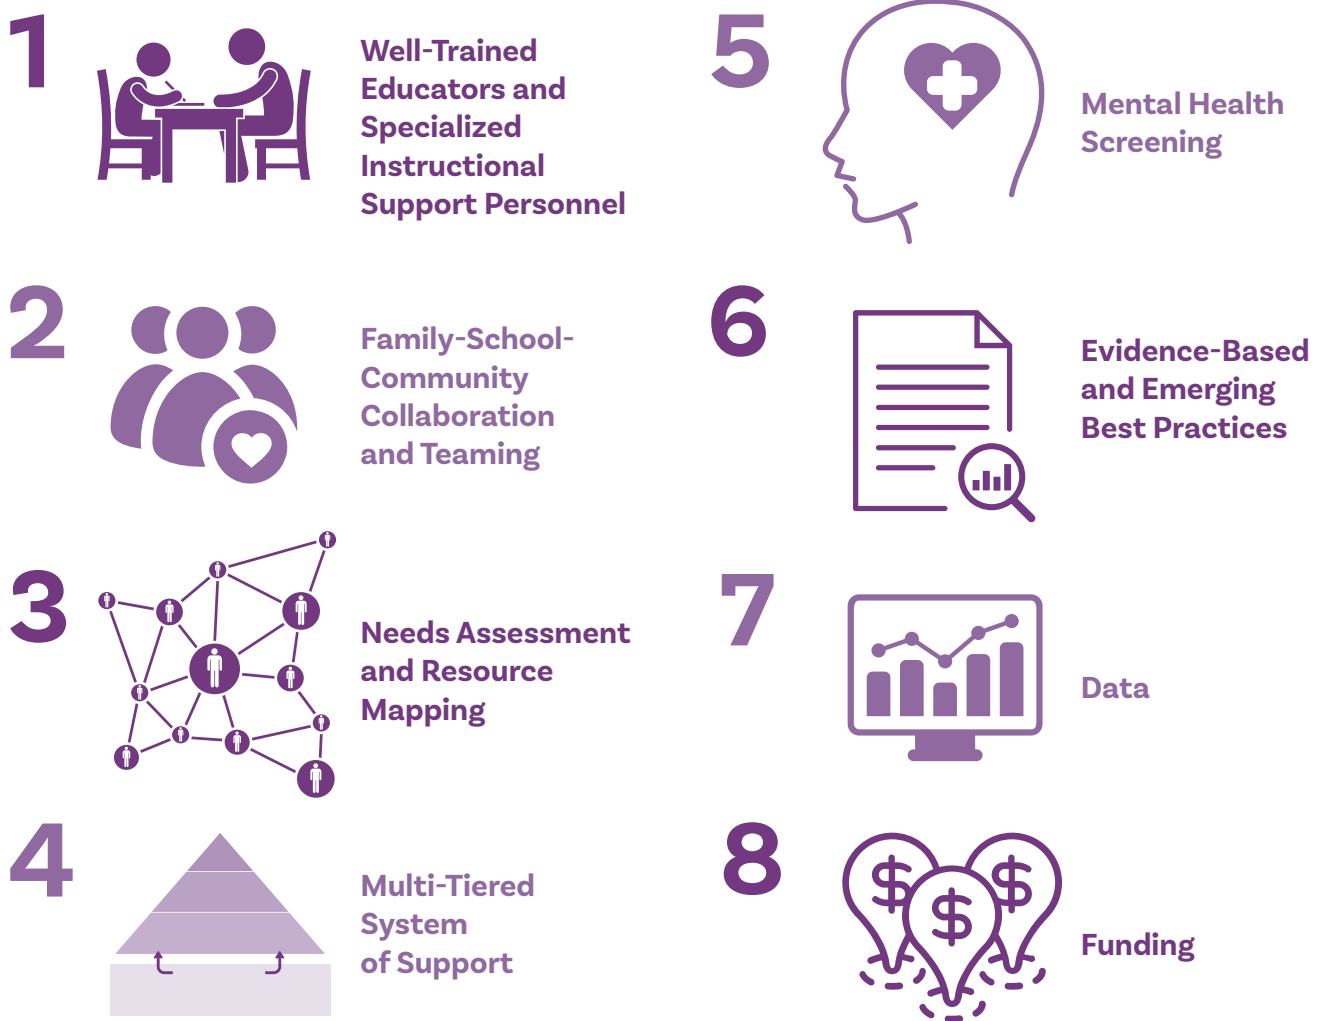 1
Well-Trained
Educators and
Specialized
Instructional
Support Personnel
2
Family-School-
Community
Collaboration
and Teaming
3
Needs Assessment
and Resource
Mapping
4
Multi-Tiered
System
of Support
5
Mental Health
Screening
6
Evidence-Based
and Emerging
Best Practices
7
Data
8
$ $ $
Funding